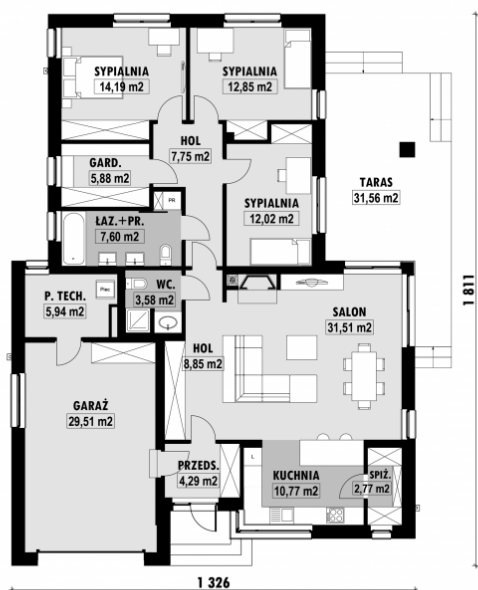 SYPIALNIA
14,19 m2
SYPIALNIA
12,85 m2
HOL
7,75 m2
GARD.
5,88 m2
SYPIALNIA
12,02 m2
TARAS
31,56 m2
PR
ŁAZ.+PR.
7,60 m2
P. TECH.
5,94 m2
Piec
WC.
3,58 m2
SALON
31,51 m2
1 811
HOL
8,85 m2
GARAŻ
29,51 m2
PRZEDS.
4,29 m2
L
KUCHNIA
10,77 m2
SPIŻ.
2,77 m2
1 326